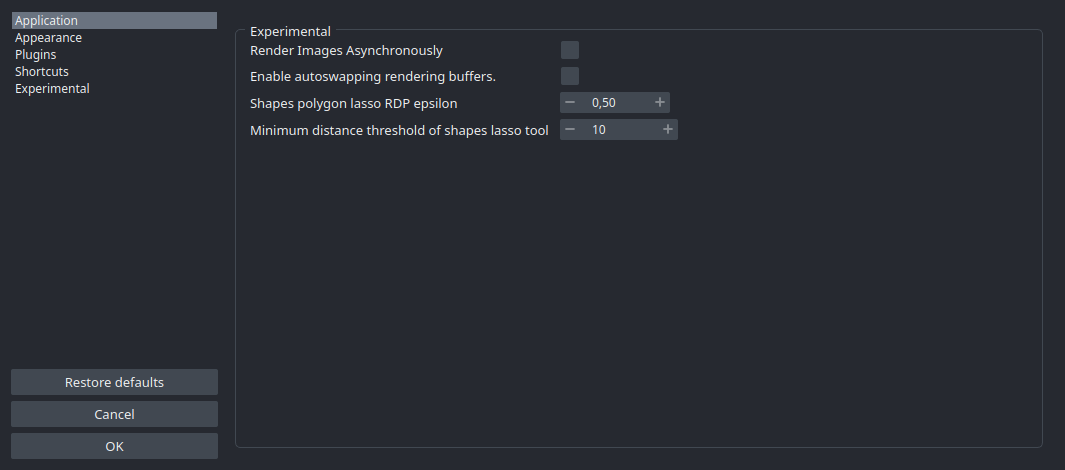 Application
Appearance
Plugins
Shortcuts
Experimental
Restore defaults
Cancel
OK
Experimental
Render Images Asynchronously
Enable autoswapping rendering buffers.
Shapes polygon lasso RDP epsilon − 0,50 +
Minimum distance threshold of shapes lasso tool − 10 +